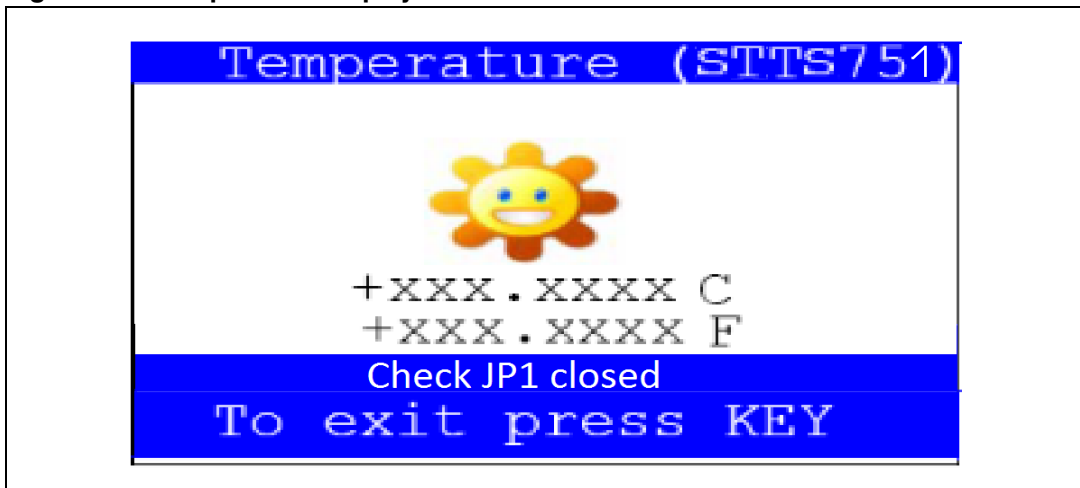 Temperature (STTS751)
+xxx.xxxx C
+xxx.xxxx F
Check JP1 closed
To exit press KEY